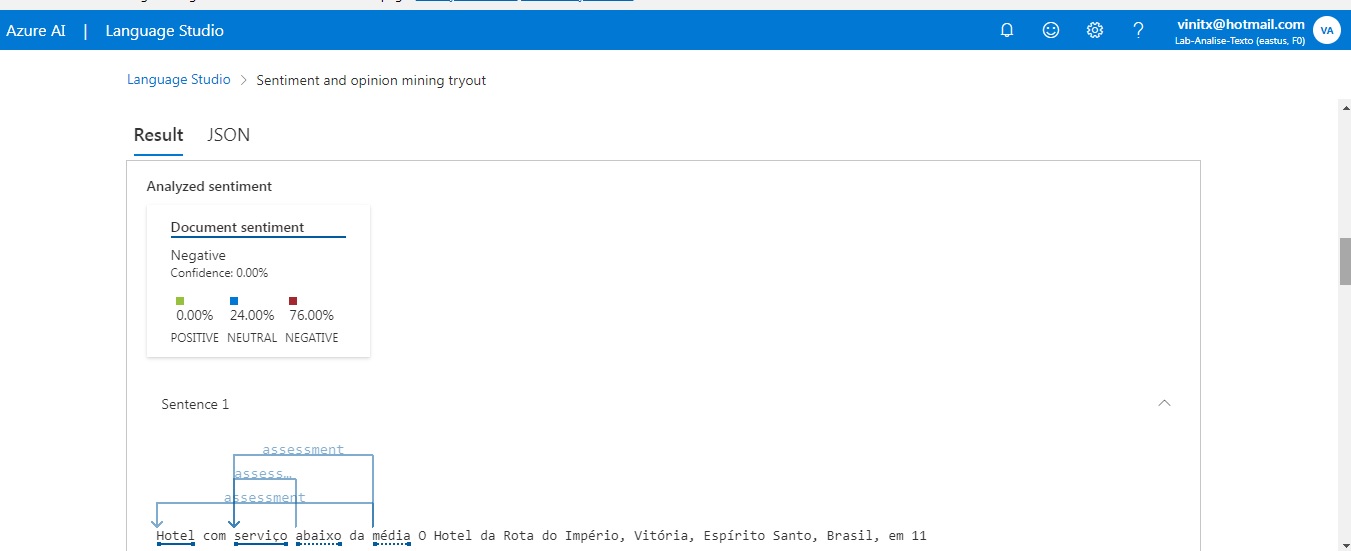 Azure AI | Language Studio
vinitx@hotmail.com
Lab-Analise-Texto (eastus, F0)
VA
Language Studio > Sentiment and opinion mining tryout
Result JSON
Analyzed sentiment
Document sentiment
Negative
Confidence: 0.00%
0.00% 24.00% 76.00%
POSITIVE NEUTRAL NEGATIVE
Sentence 1
assessment
assess…
assessment
Hotel com serviço abaixo da média O Hotel da Rota do Império, Vitória, Espírito Santo, Brasil, em 11